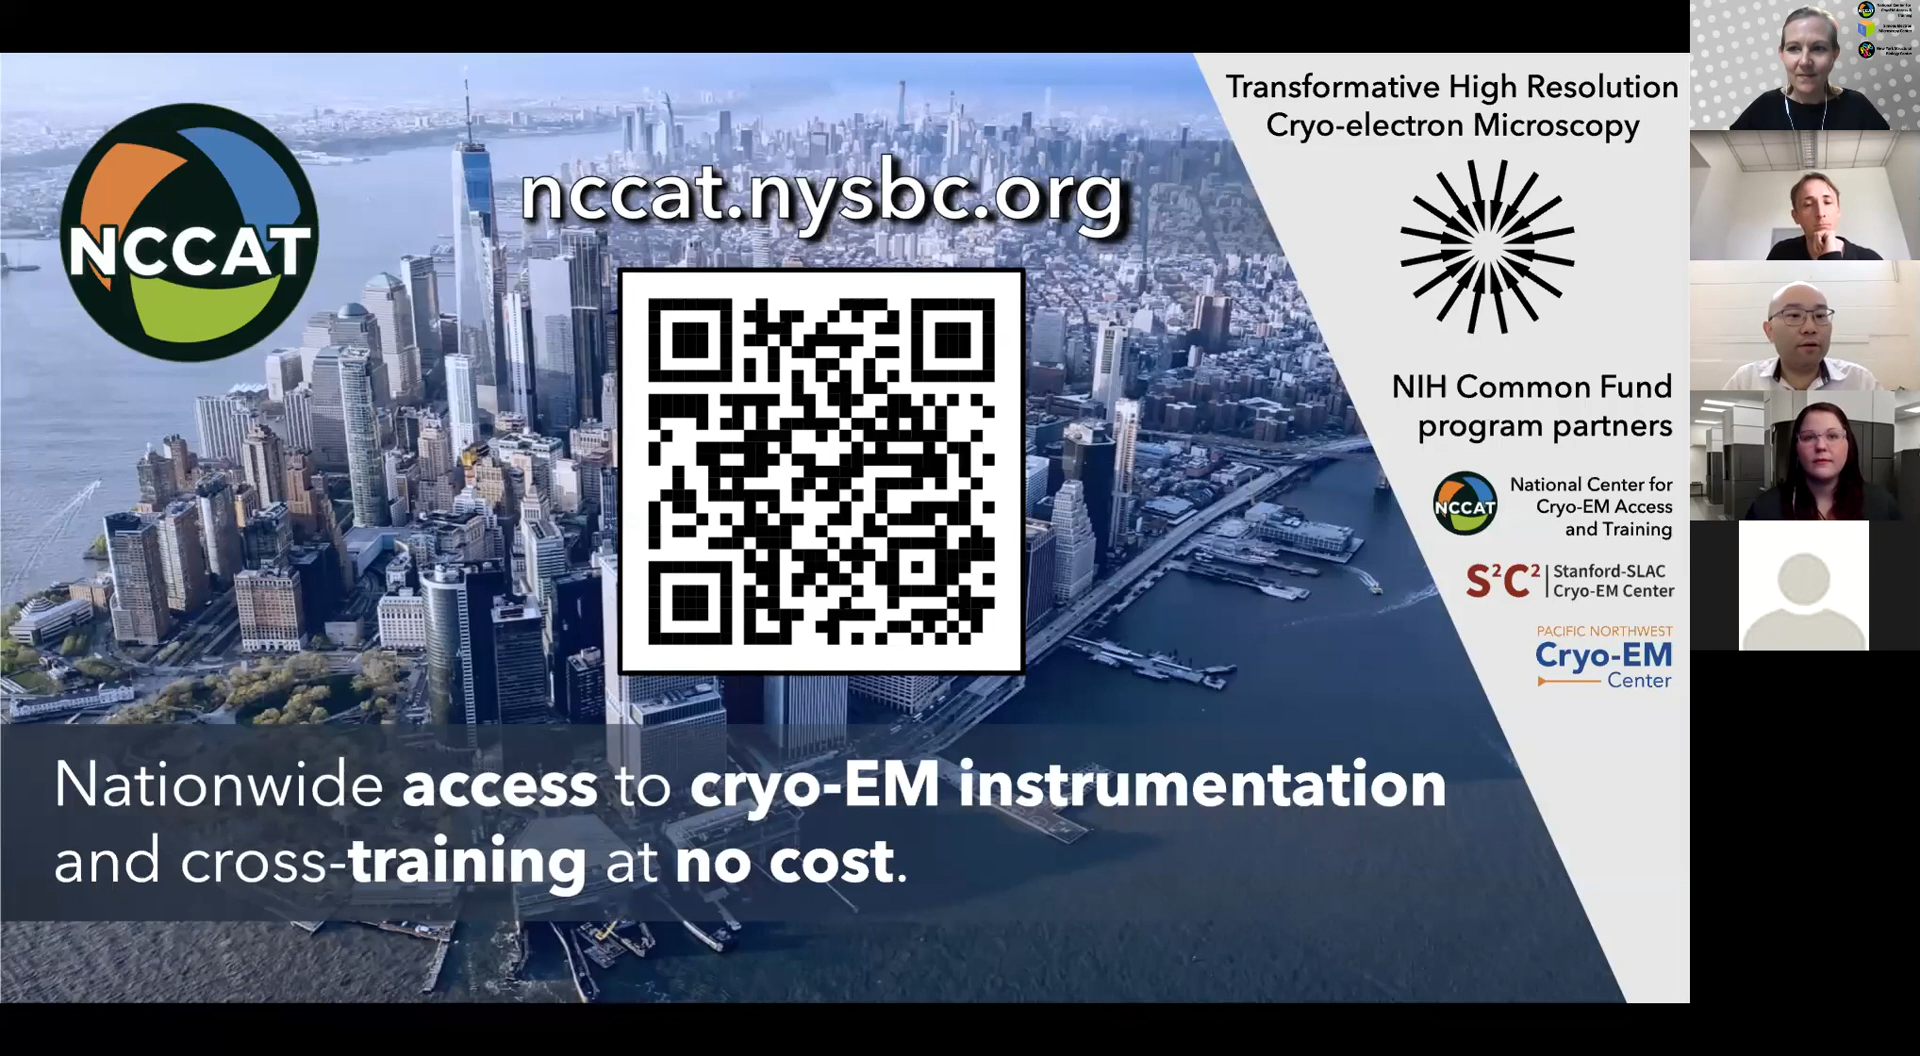 NCCAT
nccat.nysbc.org
Transformative High Resolution
Cryo-electron Microscopy
NIH Common Fund
program partners
NCCAT
National Center for
Cryo-EM Access
and Training
S²C²
Stanford-SLAC
Cryo-EM Center
PACIFIC NORTHWEST
Cryo-EM
Center
Nationwide access to cryo-EM instrumentation
and cross-training at no cost.